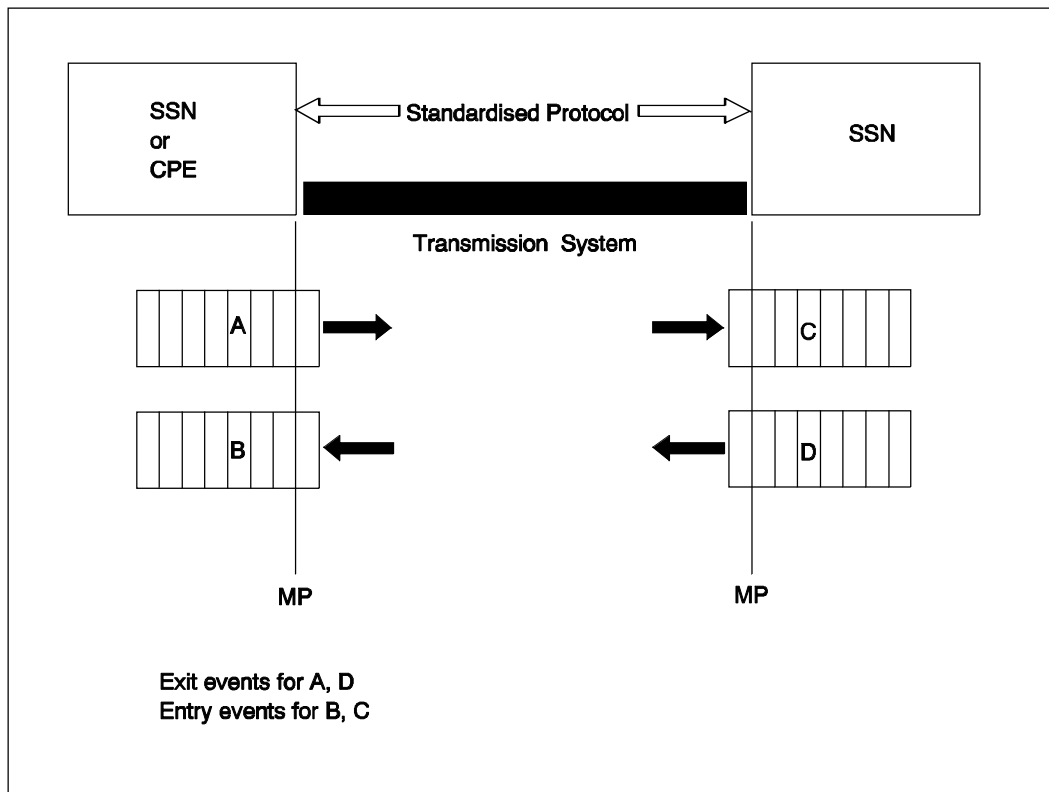 SSN
or
CPE
Standardised Protocol
SSN
Transmission System
A
C
B
D
MP
MP
Exit events for A, D
Entry events for B, C